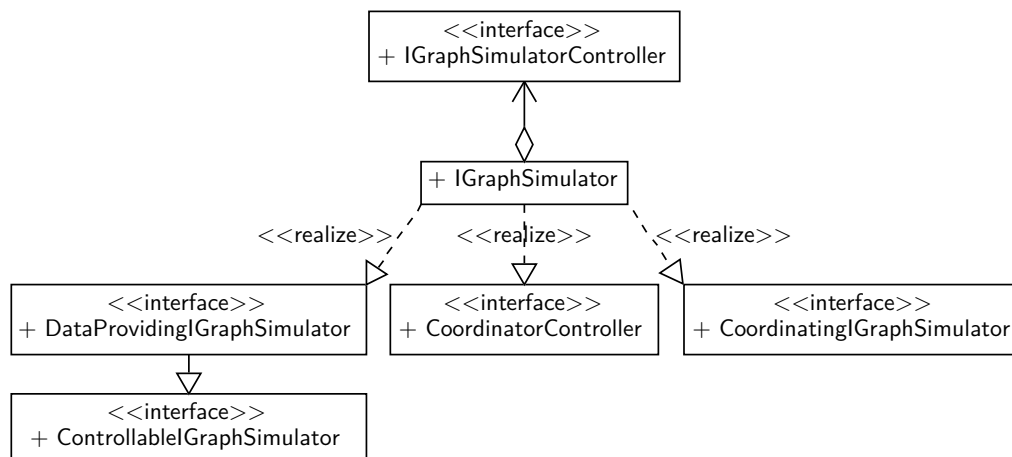 <<interface>>
+ IGraphSimulatorController
+ IGraphSimulator
<<realize>>
<<realize>>
<<realize>>
<<interface>>
+ DataProvidingIGraphSimulator
<<interface>>
+ CoordinatorController
<<interface>>
+ CoordinatingIGraphSimulator
<<interface>>
+ ControllableIGraphSimulator